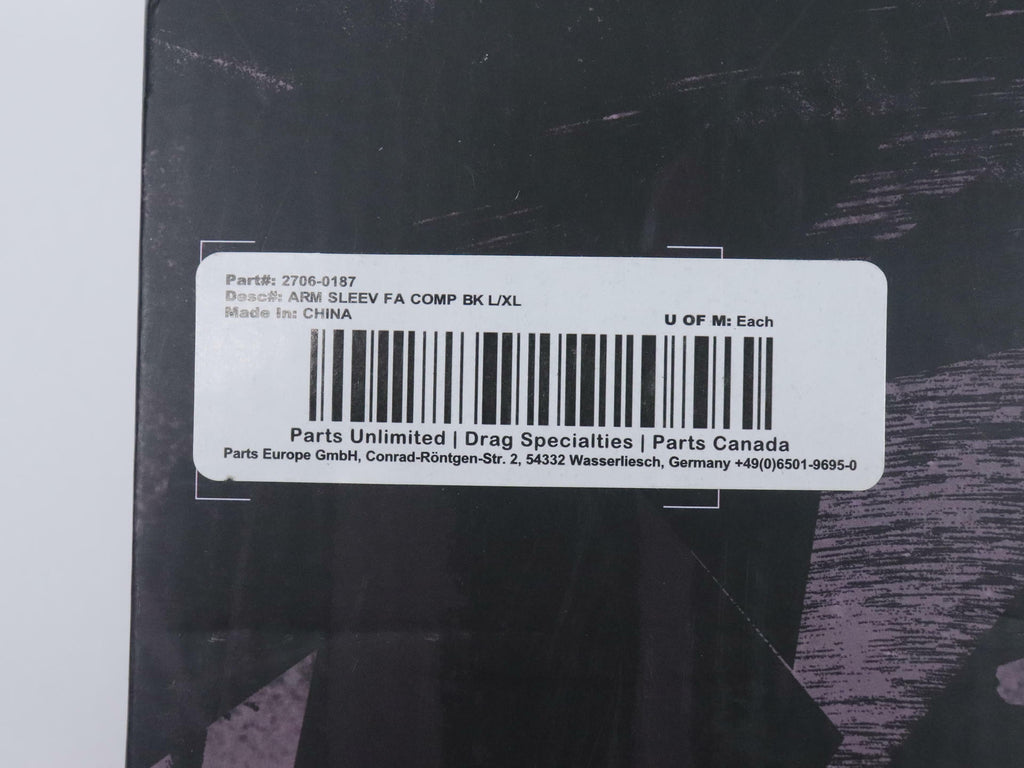 Part#: 2706-0187
Desc#: ARM SLEEV FA COMP BK L/XL
Made In: CHINA
U OF M: Each
Parts Unlimited | Drag Specialties | Parts Canada
Parts Europe GmbH, Conrad-Röntgen-Str. 2, 54332 Wasserliesch, Germany +49(0)6501-9695-0